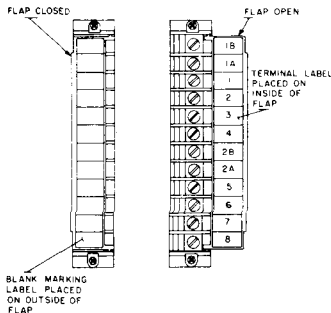 FLAP CLOSED
FLAP OPEN
1B
1A
1
2
3
4
2B
2A
5
6
7
8
TERMINAL LABEL
PLACED ON
INSIDE OF
FLAP
BLANK MARKING
LABEL PLACED
ON OUTSIDE OF
FLAP